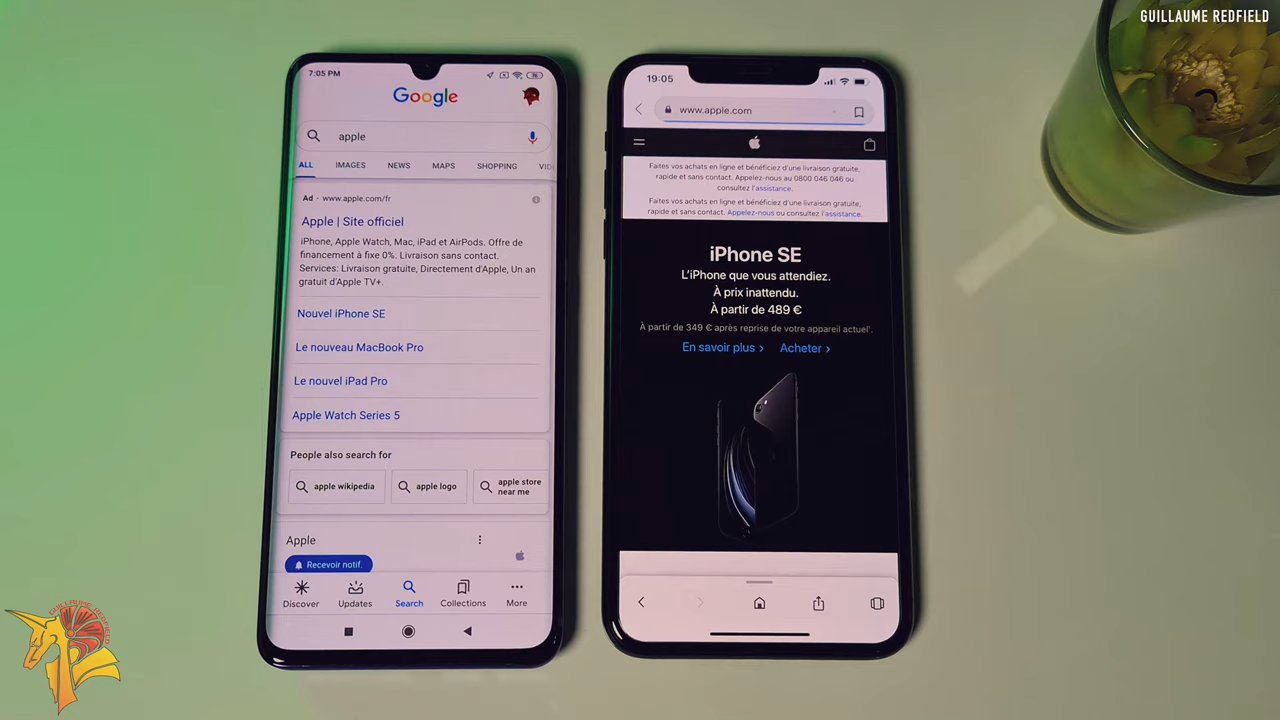 GUILLAUME REDFIELD
7:05 PM
Google
apple
ALL IMAGES NEWS MAPS SHOPPING VID
Ad · www.apple.com/fr
Apple | Site officiel
iPhone, Apple Watch, Mac, iPad et AirPods. Offre de
financement à fixe 0%. Livraison sans contact.
Services: Livraison gratuite, Directement d'Apple, Un an
gratuit d'Apple TV+.
Nouvel iPhone SE
Le nouveau MacBook Pro
Le nouvel iPad Pro
Apple Watch Series 5
People also search for
apple wikipedia
apple logo
apple store
near me
Apple
Recevoir notif.
Discover Updates Search Collections More
19:05
www.apple.com
Faites vos achats en ligne et bénéficiez d'une livraison gratuite,
rapide et sans contact. Appelez-nous au 0800 046 046 ou
consultez l'assistance.
Faites vos achats en ligne et bénéficiez d'une livraison gratuite,
rapide et sans contact. Appelez-nous ou consultez l'assistance.
iPhone SE
L'iPhone que vous attendiez.
À prix inattendu.
À partir de 489 €
À partir de 349 € après reprise de votre appareil actuel¹.
En savoir plus > Acheter >
GUILLAUME REDFIELD